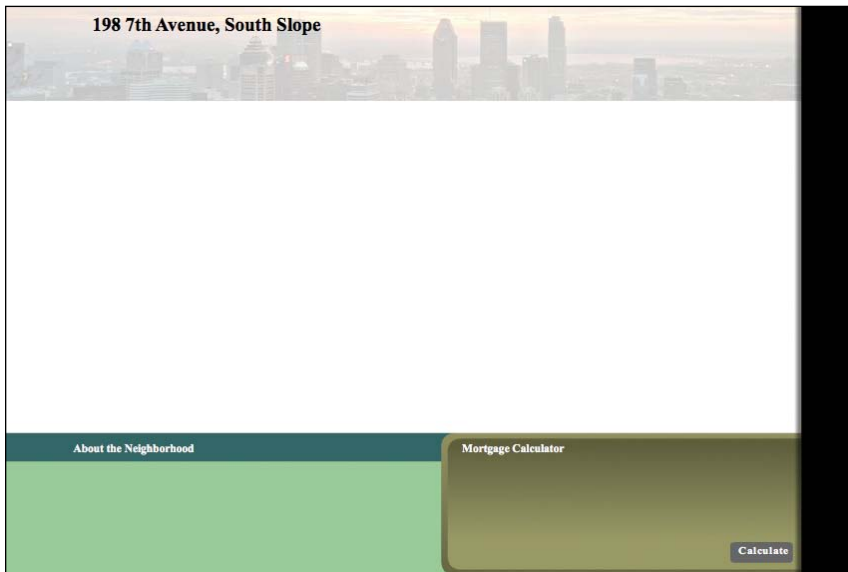 198 7th Avenue, South Slope
About the Neighborhood
Mortgage Calculator
Calculate